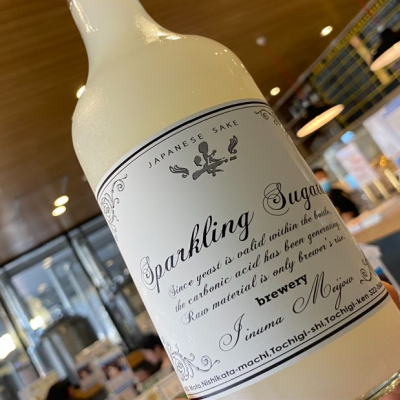 JAPANESE SAKE
Sparkling Sugar
Since yeast is valid within the bottle,
the carbonic acid has been generating.
Raw material is only brewer's rice.
brewery
Iinuma Meijou
Nishikata-machi,Tochigi-shi,Tochigi-ken